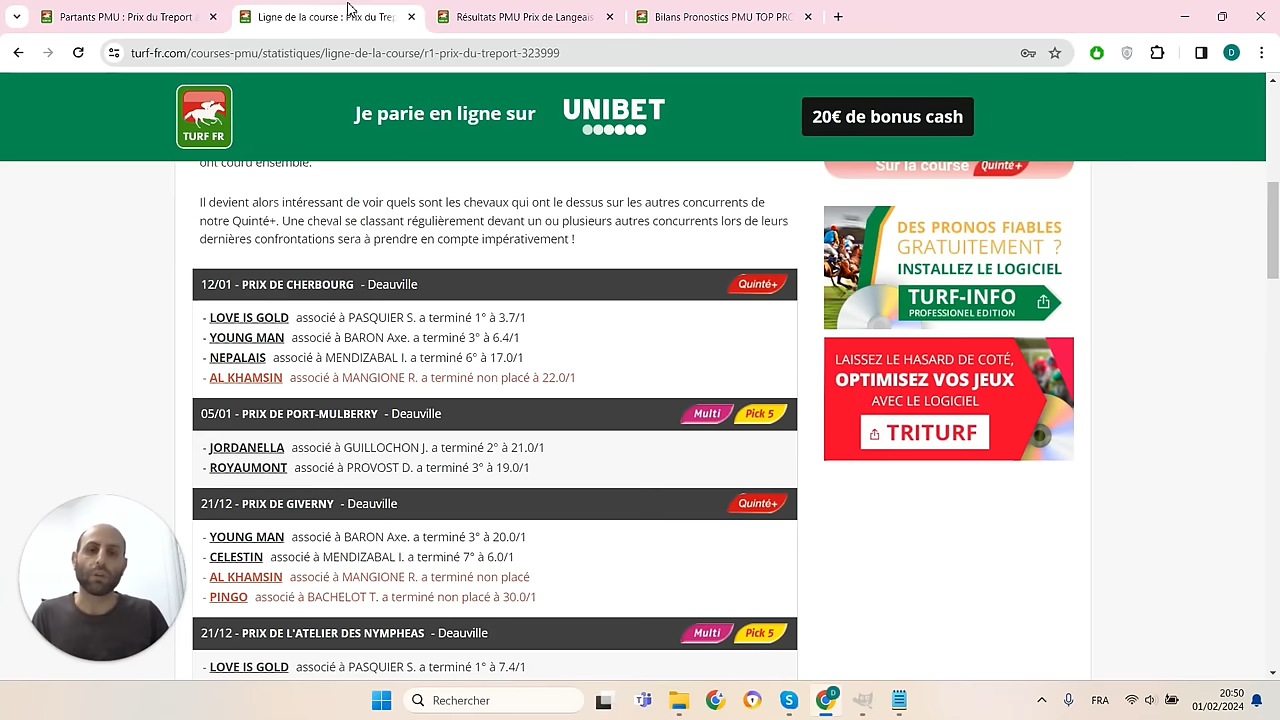 Partants PMU : Prix du Treport
Ligne de la course : Prix du Trep
Résultats PMU Prix de Langeais
Bilans Pronostics PMU TOP PRO
turf-fr.com/courses-pmu/statistiques/ligne-de-la-course/r1-prix-du-treport-323999
D
TURF FR
Je parie en ligne sur
UNIBET
20€ de bonus cash
ont couru ensemble.
Sur la course Quinté+
Il devient alors intéressant de voir quels sont les chevaux qui ont le dessus sur les autres concurrents de
notre Quinté+. Une cheval se classant régulièrement devant un ou plusieurs autres concurrents lors de leurs
dernières confrontations sera à prendre en compte impérativement !
DES PRONOS FIABLES
GRATUITEMENT ?
INSTALLEZ LE LOGICIEL
TURF-INFO
PROFESSIONEL EDITION
12/01 - PRIX DE CHERBOURG - Deauville
Quinté+
- LOVE IS GOLD associé à PASQUIER S. a terminé 1° à 3.7/1
- YOUNG MAN associé à BARON Axe. a terminé 3° à 6.4/1
- NEPALAIS associé à MENDIZABAL I. a terminé 6° à 17.0/1
- AL KHAMSIN associé à MANGIONE R. a terminé non placé à 22.0/1
LAISSEZ LE HASARD DE COTÉ,
OPTIMISEZ VOS JEUX
AVEC LE LOGICIEL
TRITURF
05/01 - PRIX DE PORT-MULBERRY - Deauville
Multi Pick 5
- JORDANELLA associé à GUILLOCHON J. a terminé 2° à 21.0/1
- ROYAUMONT associé à PROVOST D. a terminé 3° à 19.0/1
21/12 - PRIX DE GIVERNY - Deauville
Quinté+
- YOUNG MAN associé à BARON Axe. a terminé 3° à 20.0/1
- CELESTIN associé à MENDIZABAL I. a terminé 7° à 6.0/1
- AL KHAMSIN associé à MANGIONE R. a terminé non placé
- PINGO associé à BACHELOT T. a terminé non placé à 30.0/1
21/12 - PRIX DE L'ATELIER DES NYMPHEAS - Deauville
Multi Pick 5
- LOVE IS GOLD associé à PASQUIER S. a terminé 1° à 7.4/1
Rechercher
D
FRA
20:50
01/02/2024